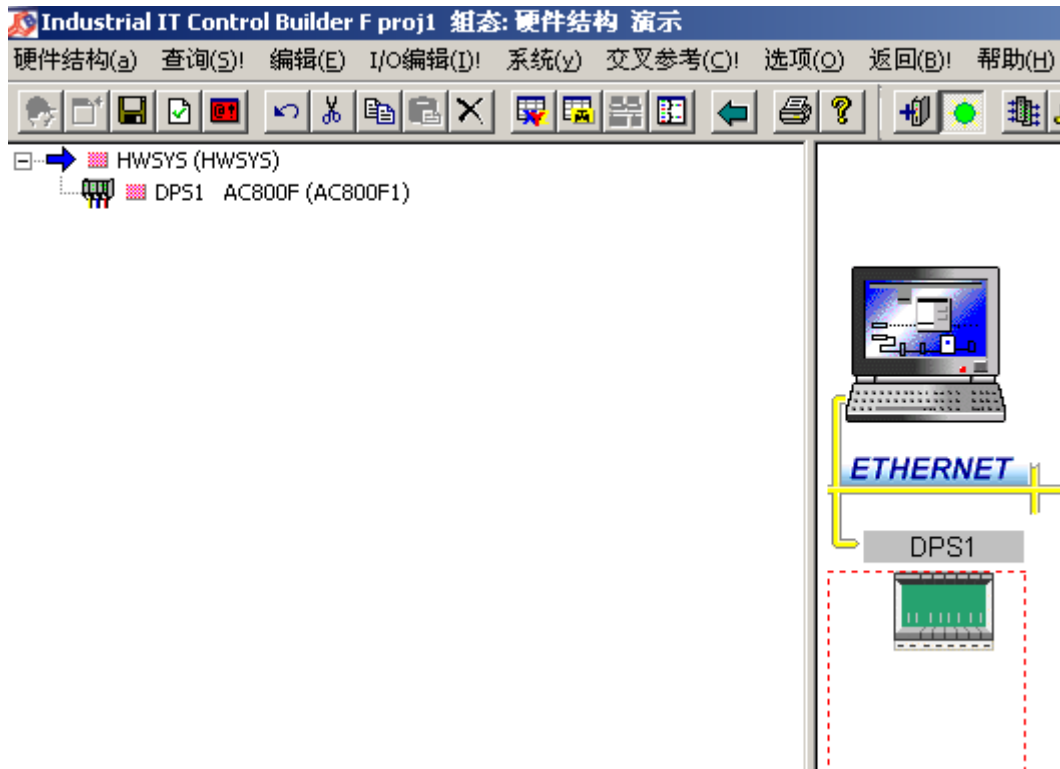 Industrial IT Control Builder F proj1 组态: 硬件结构 演示
硬件结构(a) 查询(S)! 编辑(E) I/O编辑(I)! 系统(y) 交叉参考(C)! 选项(O) 返回(B)! 帮助(H)
HWSYS (HWSYS)
DPS1 AC800F (AC800F1)
ETHERNET
DPS1